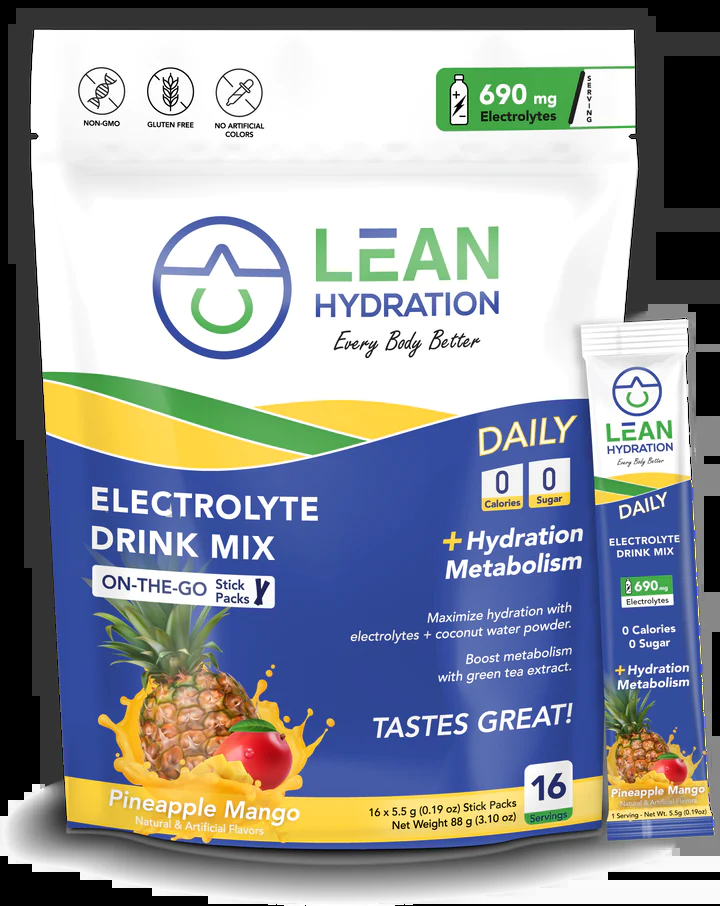 NON-GMO
GLUTEN FREE
NO ARTIFICIAL
COLORS
690 mg
Electrolytes
SERVING
LEAN
HYDRATION
Every Body Better
DAILY
0 0
Calories Sugar
ELECTROLYTE
DRINK MIX
ON-THE-GO Stick
Packs
+Hydration
Metabolism
Maximize hydration with
electrolytes + coconut water powder.
Boost metabolism
with green tea extract.
TASTES GREAT!
Pineapple Mango
Natural & Artificial Flavors
16 x 5.5 g (0.19 oz) Stick Packs
Net Weight 88 g (3.10 oz)
16
Servings
LEAN
HYDRATION
Every Body Better
DAILY
ELECTROLYTE
DRINK MIX
690 mg
Electrolytes
0 Calories
0 Sugar
+Hydration
Metabolism
Pineapple Mango
Natural & Artificial Flavors
1 Serving - Net Wt. 5.5g (0.19oz)